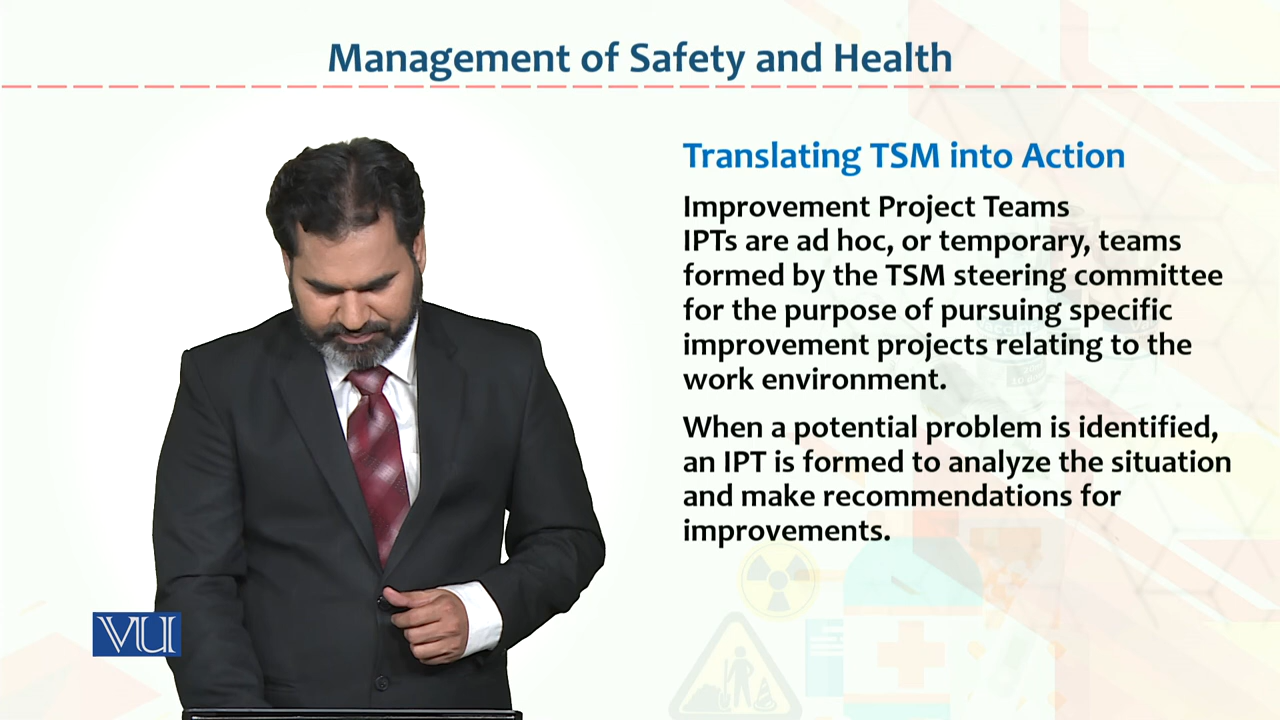 Management of Safety and Health
Translating TSM into Action
Improvement Project Teams
IPTs are ad hoc, or temporary, teams
formed by the TSM steering committee
for the purpose of pursuing specific
improvement projects relating to the
work environment.
When a potential problem is identified,
an IPT is formed to analyze the situation
and make recommendations for
improvements.
VU